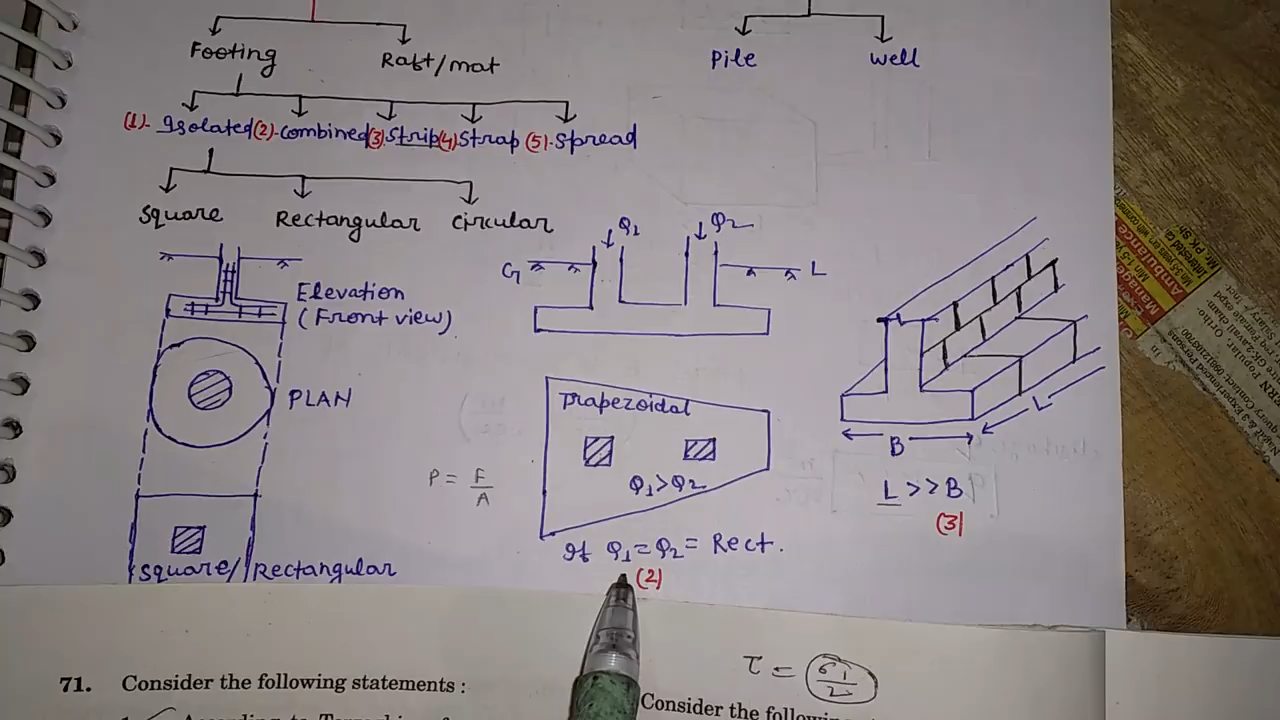 Footing
Raft/mat
Pile
Well
(1). Isolated (2). Combined (3). Strip (4) Strap (5). Spread
Square
Rectangular
Circular
Q1
Q2
G
L
Elevation
(Front view)
PLAN
Trapezoidal
Q1>Q2
P = F/A
If Q1=Q2= Rect.
(2)
Square/Rectangular
B
L
L >> B
(3)
τ = σ1/2
71. Consider the following statements :
Consider the